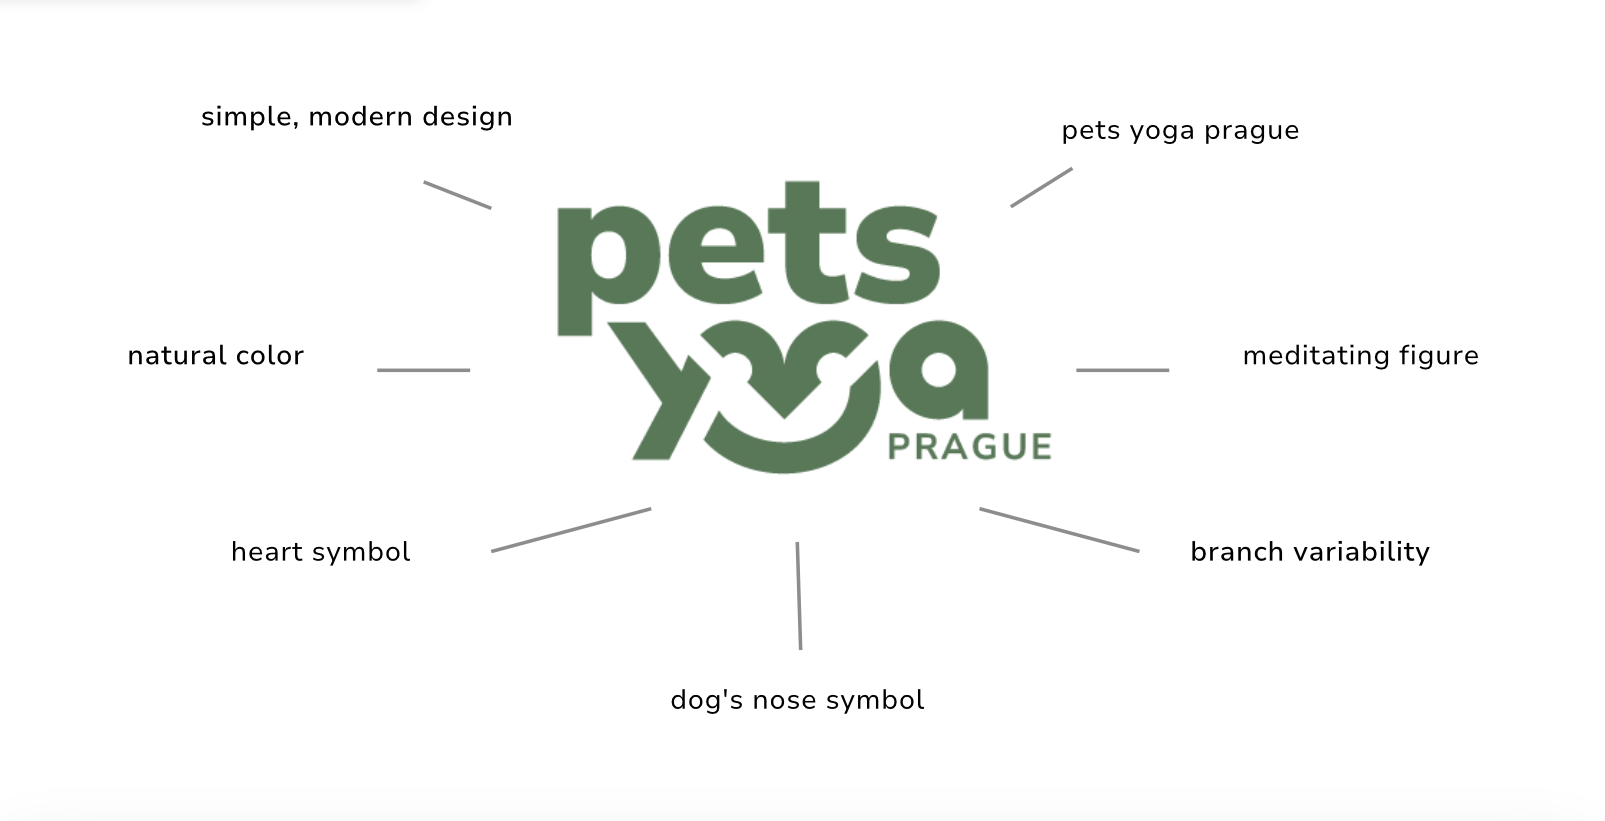 simple, modern design
pets yoga prague
pets
yoga
PRAGUE
natural color
meditating figure
heart symbol
branch variability
dog's nose symbol